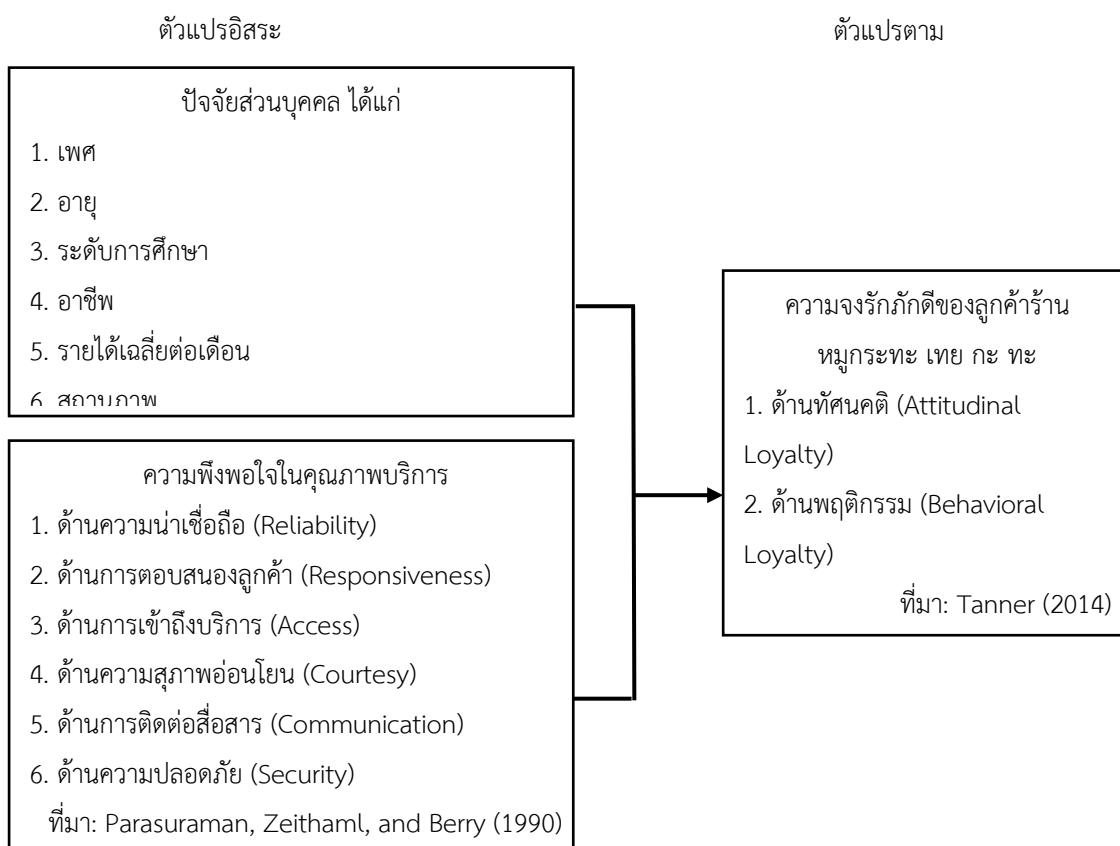 ตัวแปรอิสระ
ตัวแปรตาม
ปัจจัยส่วนบุคคล ได้แก่
1. เพศ
2. อายุ
3. ระดับการศึกษา
4. อาชีพ
5. รายได้เฉลี่ยต่อเดือน
6. สถานภาพ
ความพึงพอใจในคุณภาพบริการ
1. ด้านความน่าเชื่อถือ (Reliability)
2. ด้านการตอบสนองลูกค้า (Responsiveness)
3. ด้านการเข้าถึงบริการ (Access)
4. ด้านความสุภาพอ่อนโยน (Courtesy)
5. ด้านการติดต่อสื่อสาร (Communication)
6. ด้านความปลอดภัย (Security)
ที่มา: Parasuraman, Zeithaml, and Berry (1990)
ความจงรักภักดีของลูกค้าร้าน
หมูกระทะ เทย กะ ทะ
1. ด้านทัศนคติ (Attitudinal
Loyalty)
2. ด้านพฤติกรรม (Behavioral
Loyalty)
ที่มา: Tanner (2014)